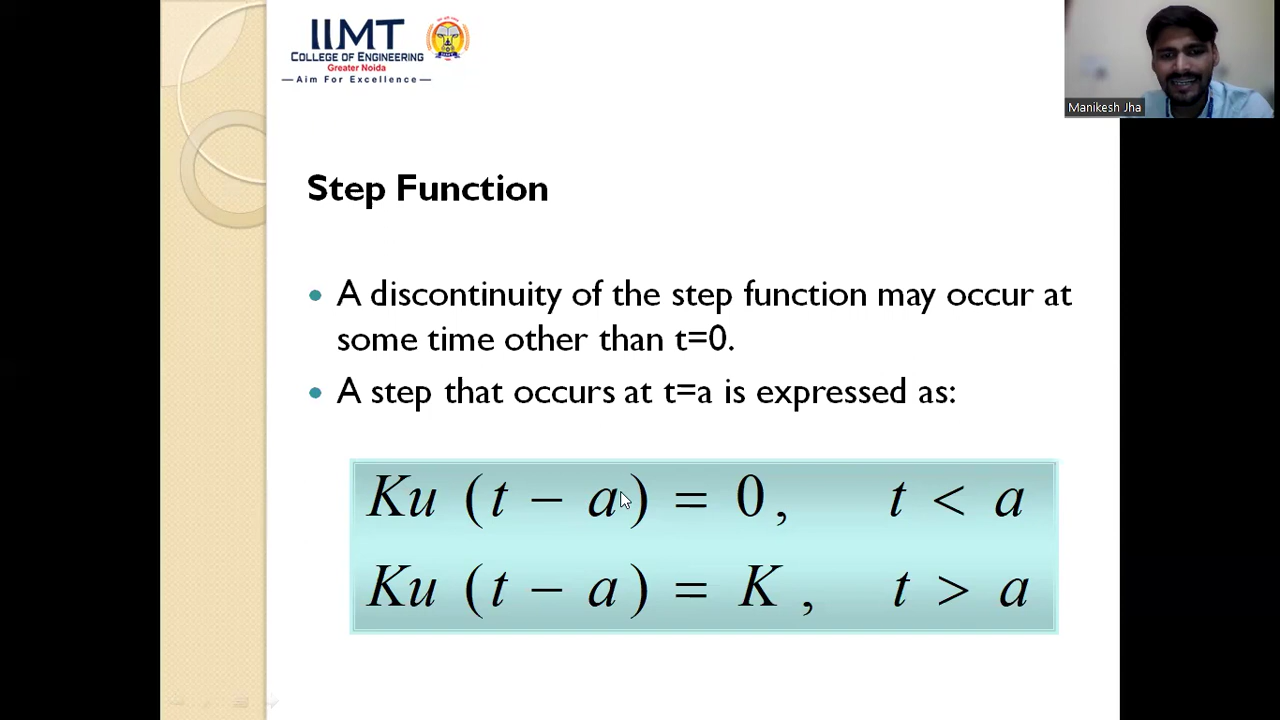 IIMT
COLLEGE OF ENGINEERING
Greater Noida
Aim For Excellence
Manikesh Jha
Step Function
• A discontinuity of the step function may occur at
some time other than t=0.
• A step that occurs at t=a is expressed as:
Ku (t − a) = 0, t < a
Ku (t − a) = K , t > a